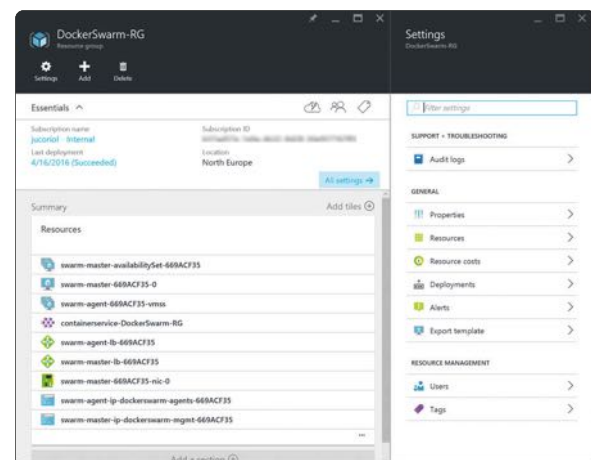 DockerSwarm-RG
Resource group
Settings Add Delete
Essentials
Subscription name
juconiol - Internal
Subscription ID
Last deployment
4/16/2016 (Succeeded)
Location
North Europe
All settings →
Summary
Add tiles
Resources
swarm-master-availabilitySet-669ACF35
swarm-master-669ACF35-0
swarm-agent-669ACF35-vmss
containerservice-DockerSwarm-RG
swarm-agent-lb-669ACF35
swarm-master-lb-669ACF35
swarm-master-669ACF35-nic-0
swarm-agent-ip-dockerswarm-agents-669ACF35
swarm-master-ip-dockerswarm-mgmt-669ACF35
...
Add a section
Settings
DockerSwarm-RG
Filter settings
SUPPORT + TROUBLESHOOTING
Audit logs
GENERAL
Properties
Resources
Resource costs
Deployments
Alerts
Export template
RESOURCE MANAGEMENT
Users
Tags